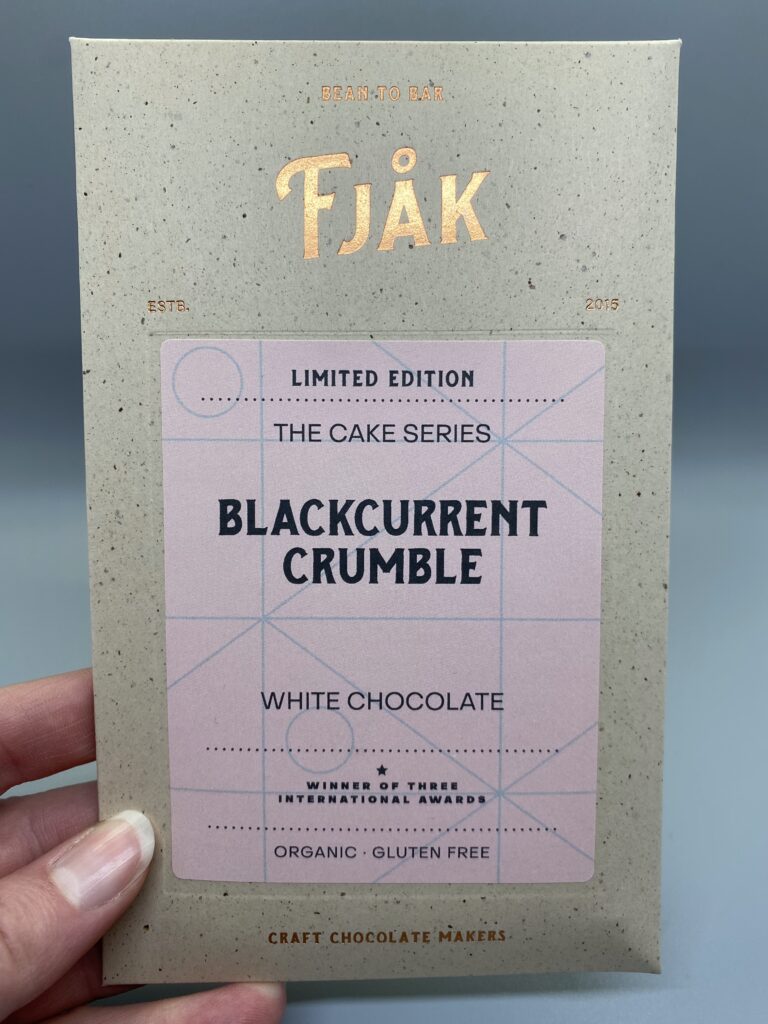 BEAN TO BAR
FJÅK
ESTB. 2015
LIMITED EDITION
THE CAKE SERIES
BLACKCURRENT
CRUMBLE
WHITE CHOCOLATE
WINNER OF THREE
INTERNATIONAL AWARDS
ORGANIC · GLUTEN FREE
CRAFT CHOCOLATE MAKERS